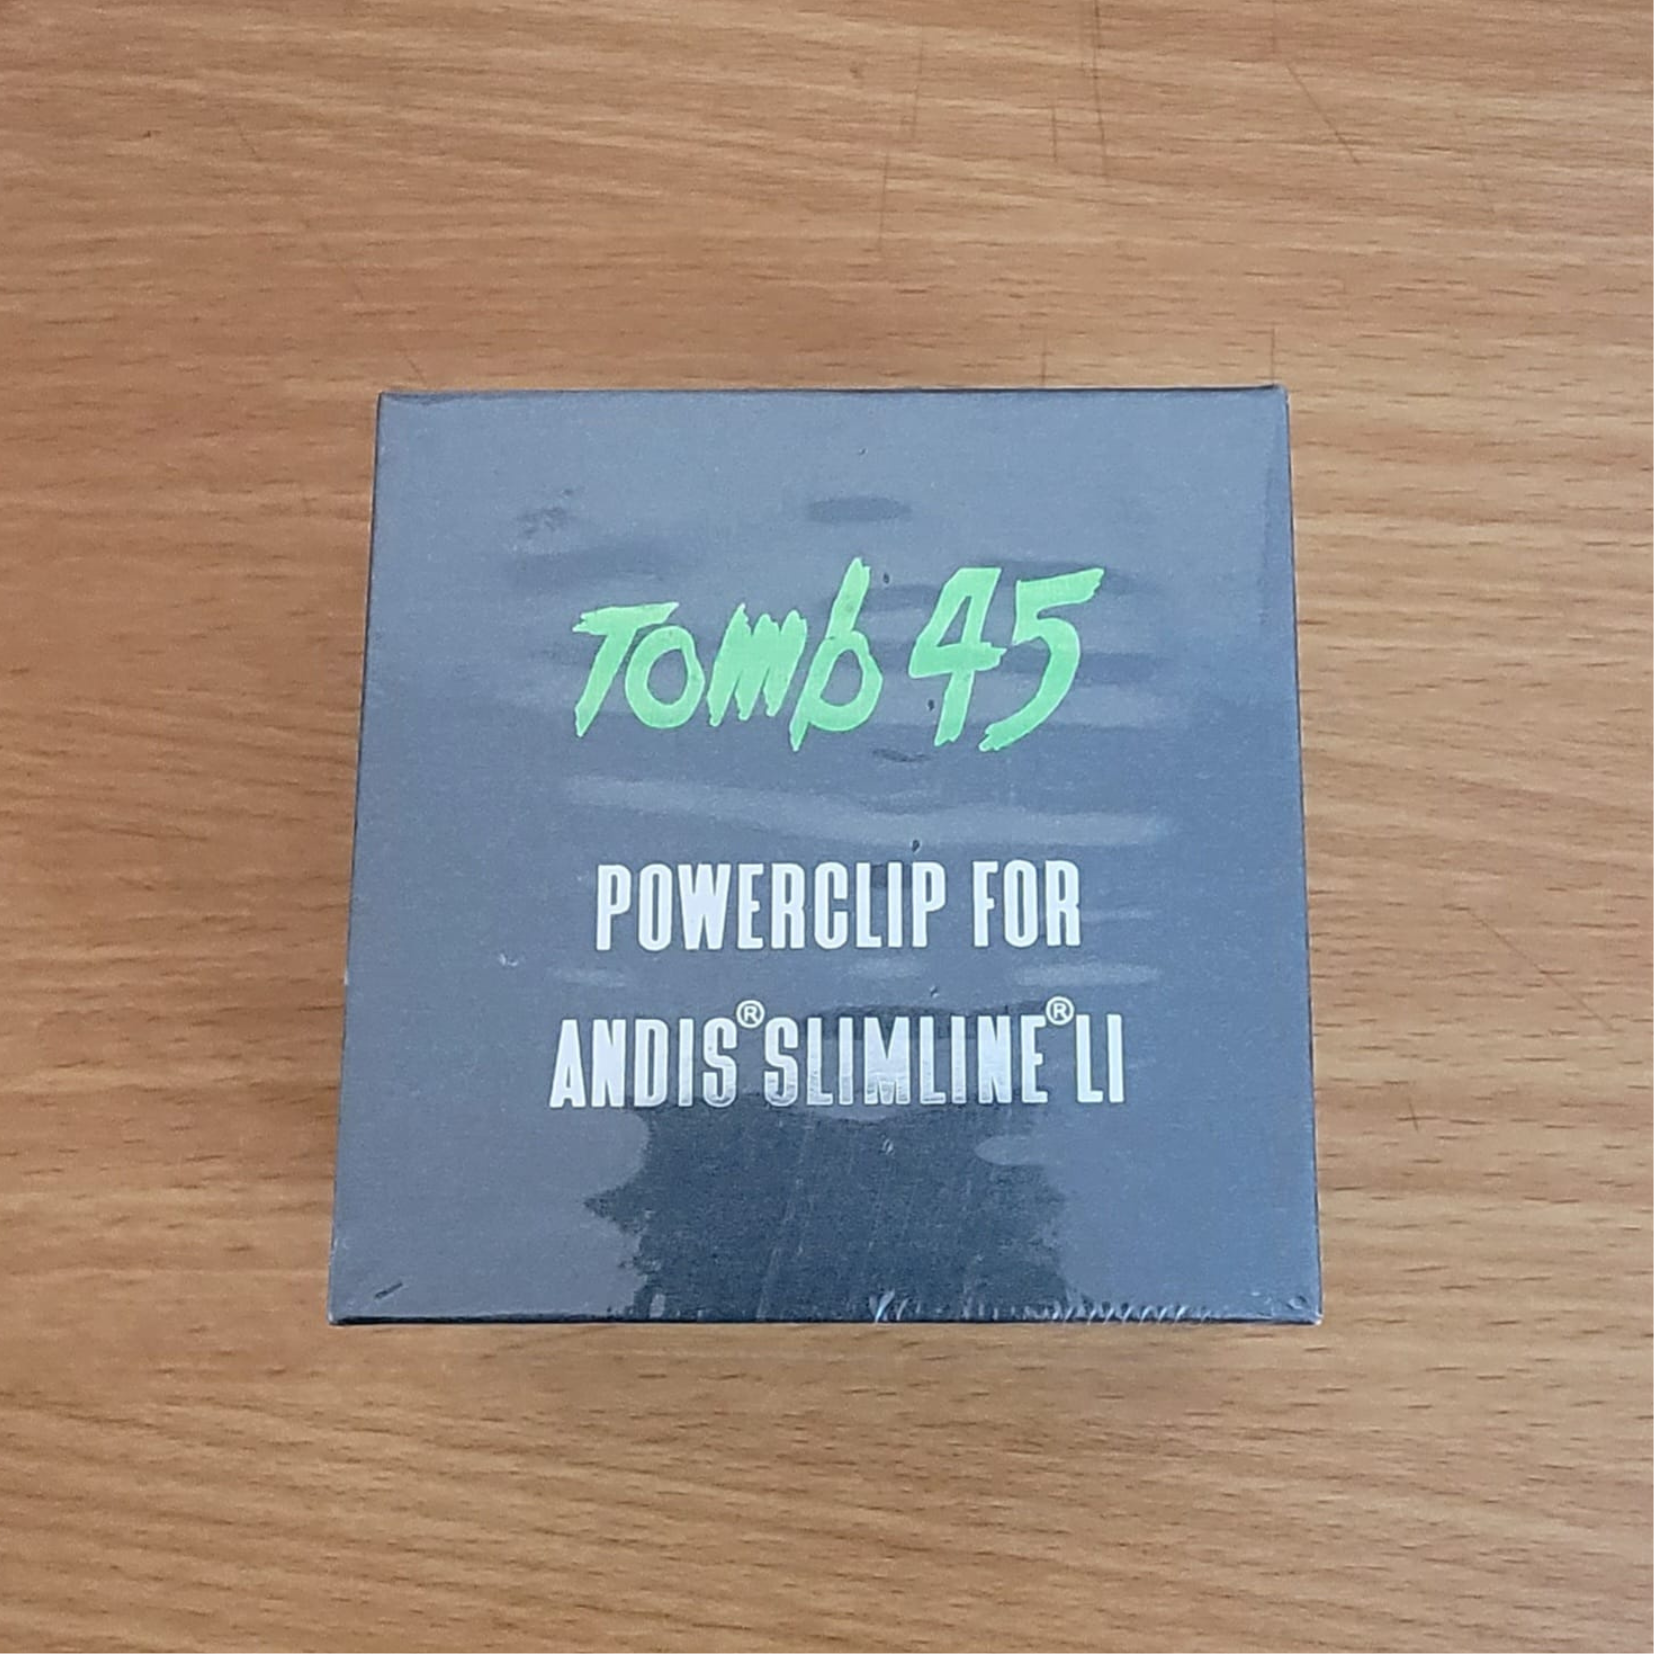 Tomb 45
POWERCLIP FOR
ANDIS® SLIMLINE® LI